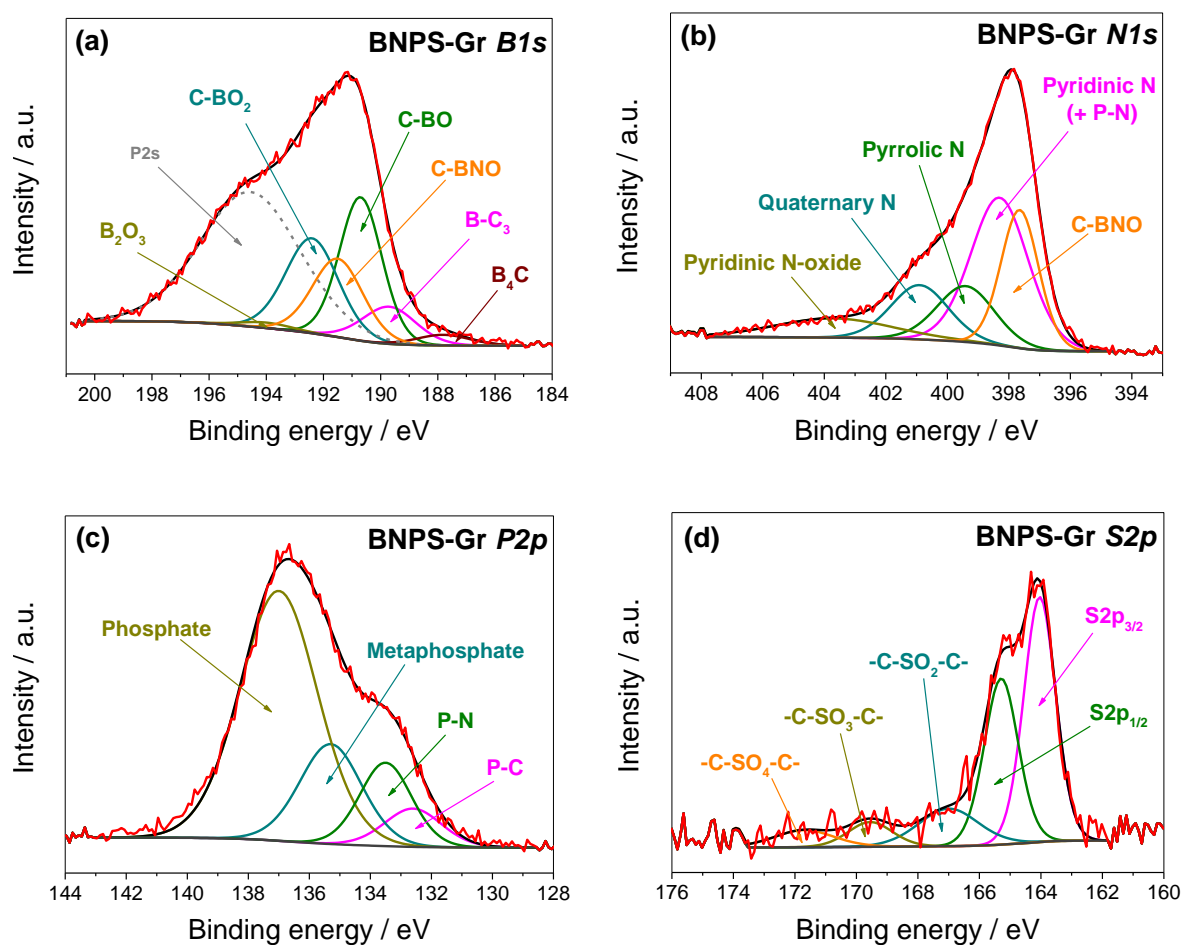 (a)
BNPS-Gr B1s
C-BO₂
C-BO
P2s
C-BNO
B₂O₃
B-C₃
B₄C
Intensity / a.u.
200 198 196 194 192 190 188 186 184
Binding energy / eV
(b)
BNPS-Gr N1s
Pyridinic N
(+ P-N)
Pyrrolic N
Quaternary N
C-BNO
Pyridinic N-oxide
Intensity / a.u.
408 406 404 402 400 398 396 394
Binding energy / eV
(c)
BNPS-Gr P2p
Phosphate
Metaphosphate
P-N
P-C
Intensity / a.u.
144 142 140 138 136 134 132 130 128
Binding energy / eV
(d)
BNPS-Gr S2p
S2p₃/₂
-C-SO₂-C-
-C-SO₃-C-
S2p₁/₂
-C-SO₄-C-
Intensity / a.u.
176 174 172 170 168 166 164 162 160
Binding energy / eV